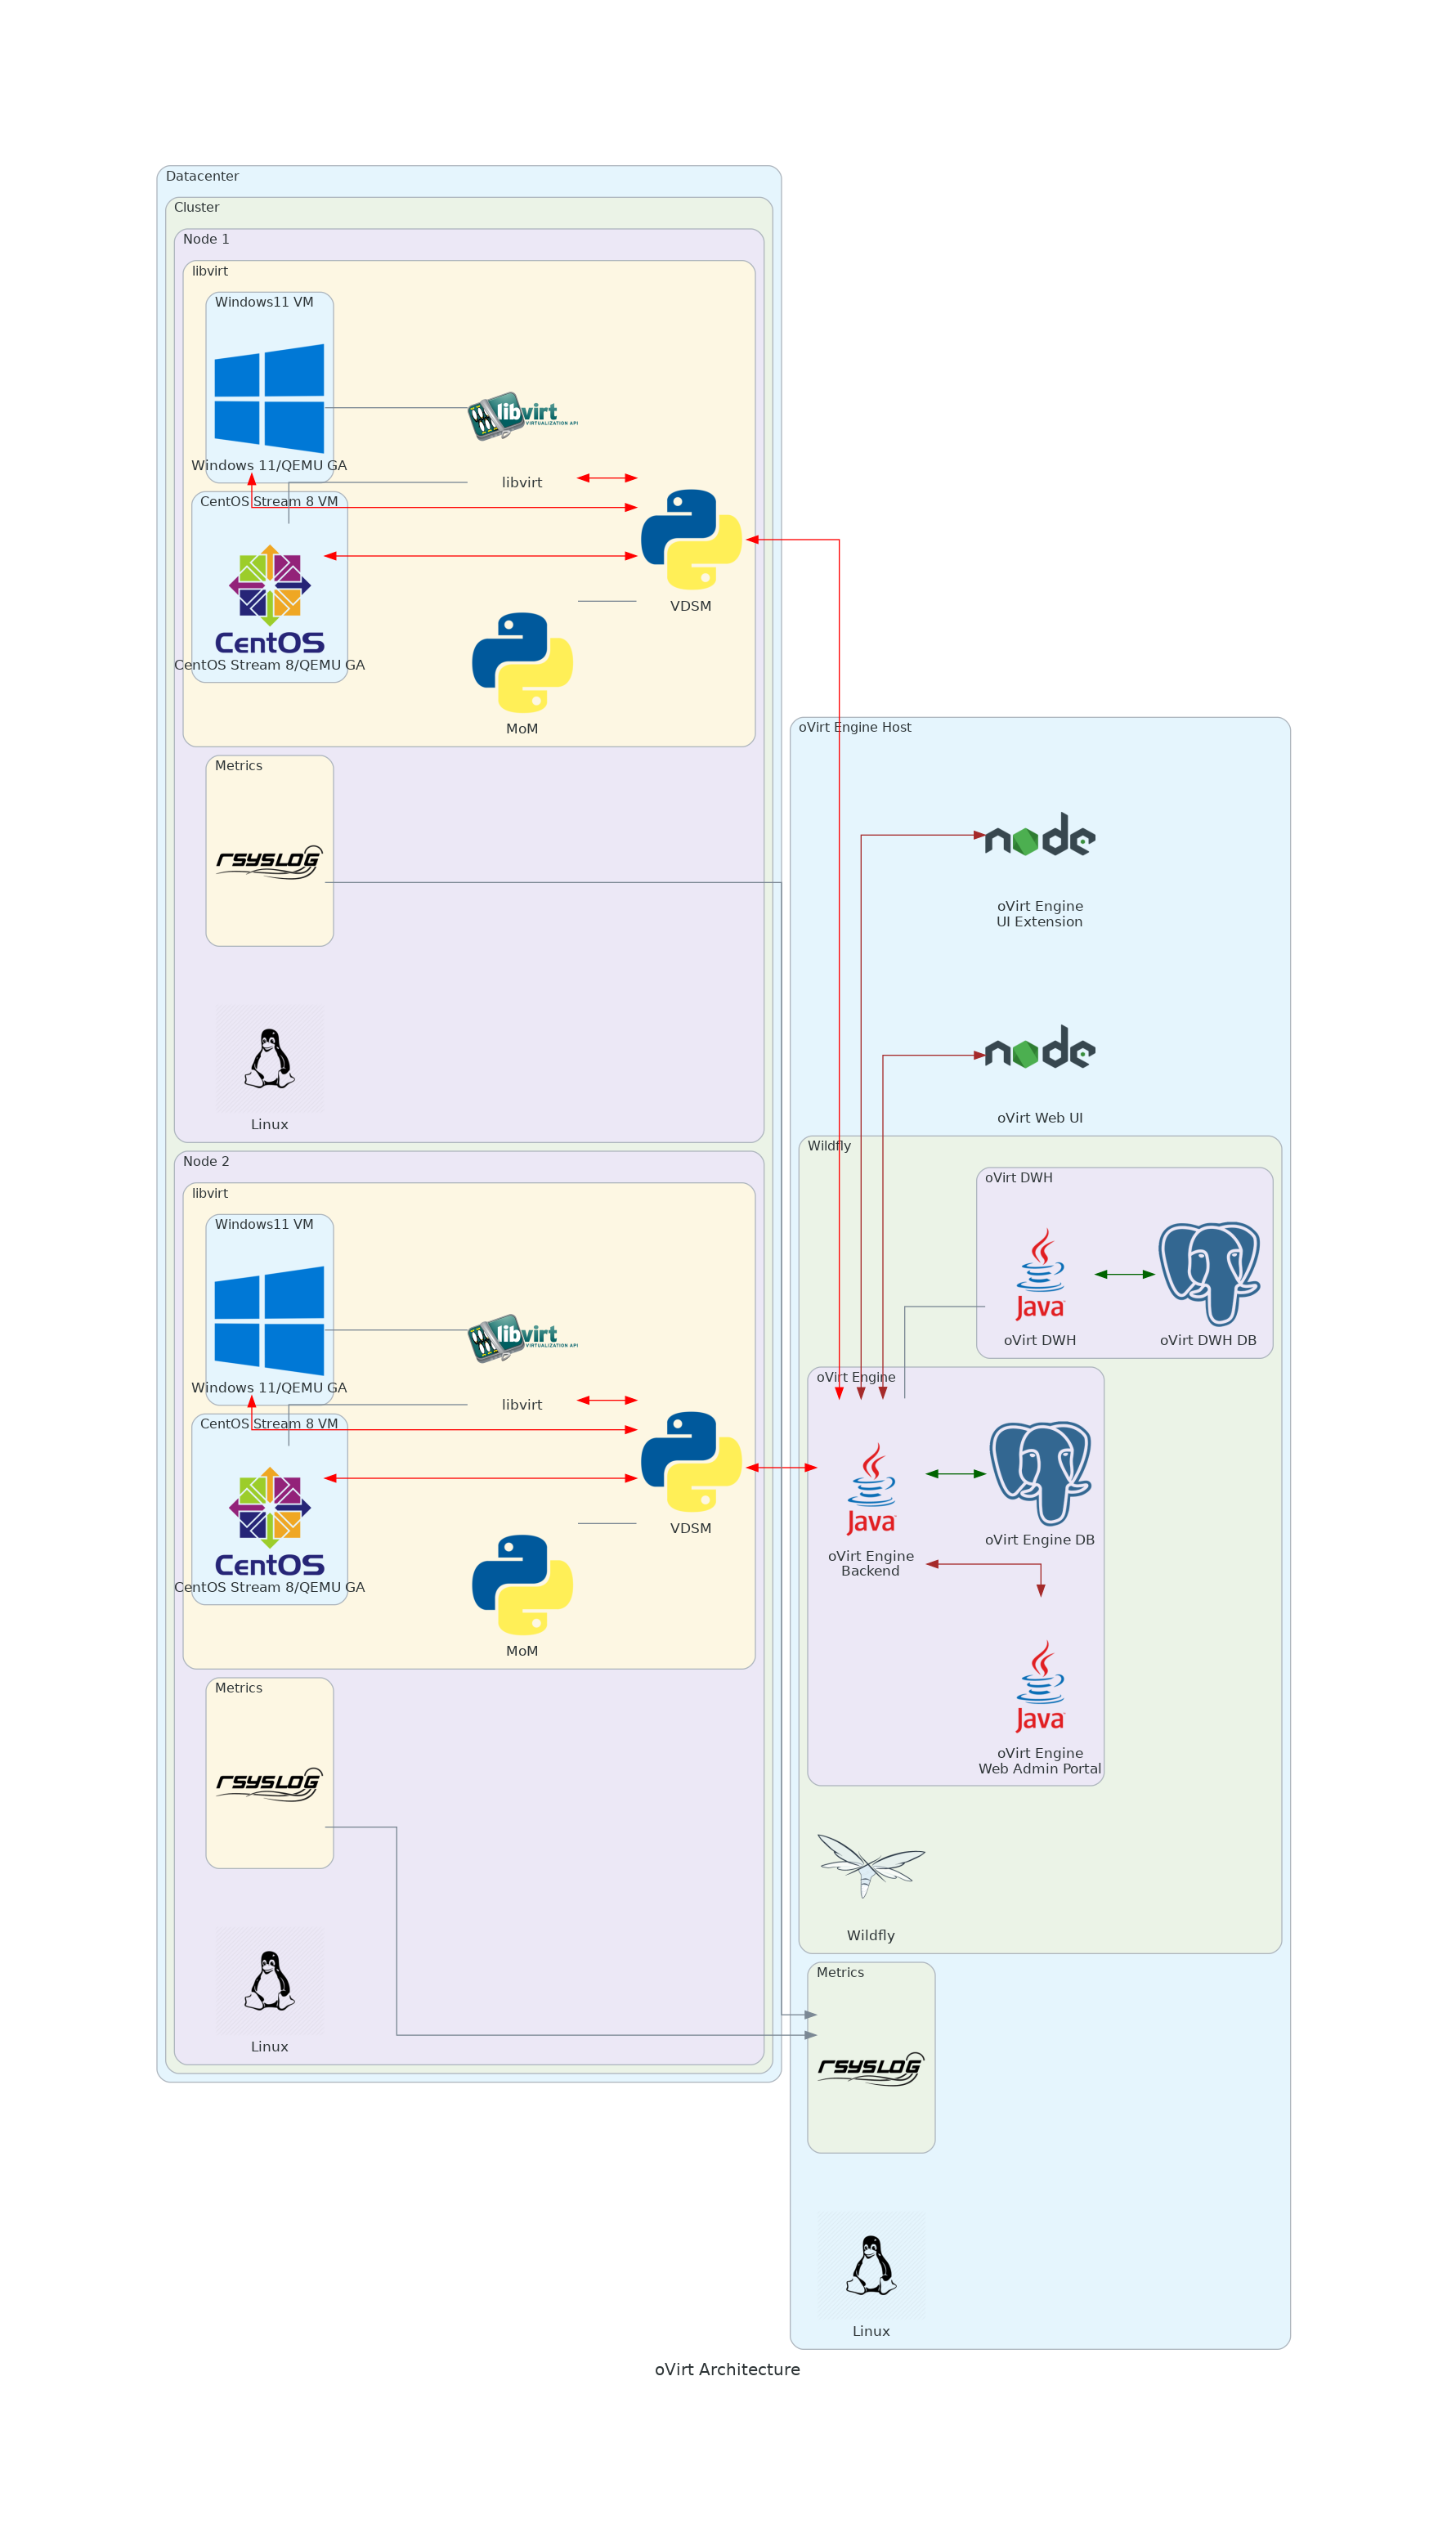 Datacenter
Cluster
Node 1
libvirt
Windows11 VM
Windows 11/QEMU GA
libvirt
VIRTUALIZATION API
libvirt
CentOS Stream 8 VM
CentOS
CentOS Stream 8/QEMU GA
VDSM
MoM
Metrics
rsyslog
Linux
Node 2
libvirt
Windows11 VM
Windows 11/QEMU GA
libvirt
VIRTUALIZATION API
libvirt
CentOS Stream 8 VM
CentOS
CentOS Stream 8/QEMU GA
VDSM
MoM
Metrics
rsyslog
Linux
oVirt Engine Host
node
oVirt Engine
UI Extension
node
oVirt Web UI
Wildfly
oVirt DWH
Java
oVirt DWH
oVirt DWH DB
oVirt Engine
Java
oVirt Engine
Backend
oVirt Engine DB
Java
oVirt Engine
Web Admin Portal
Wildfly
Metrics
rsyslog
Linux
oVirt Architecture